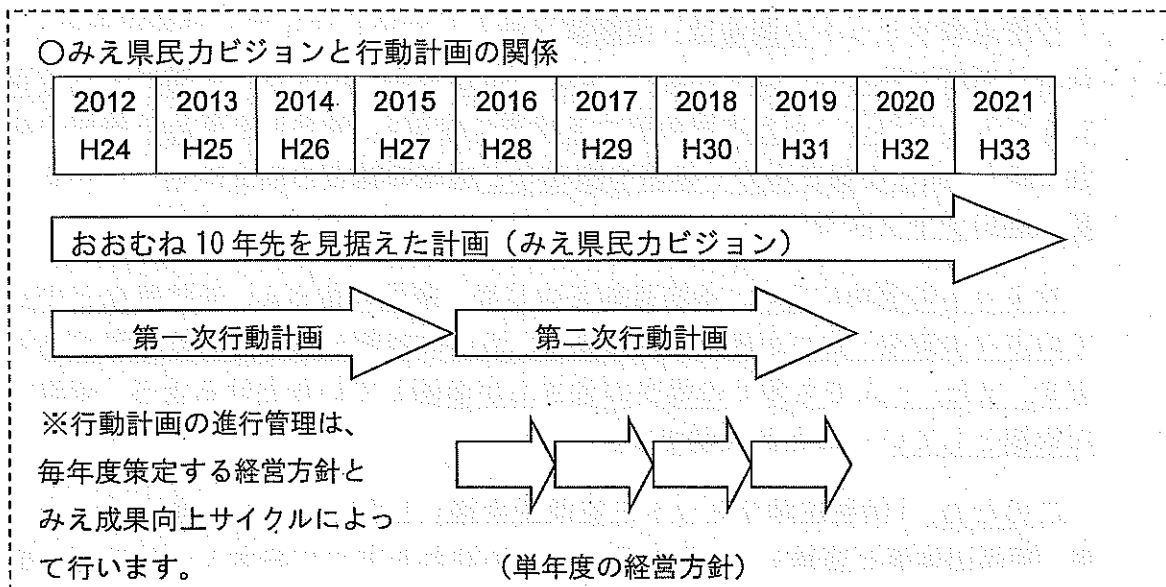 〇みえ県民力ビジョンと行動計画の関係
2012 2013 2014 2015 2016 2017 2018 2019 2020 2021
H24 H25 H26 H27 H28 H29 H30 H31 H32 H33
おおむね 10 年先を見据えた計画（みえ県民力ビジョン）
第一次行動計画 第二次行動計画
※行動計画の進行管理は、
毎年度策定する経営方針と
みえ成果向上サイクルによっ
て行います。 （単年度の経営方針）